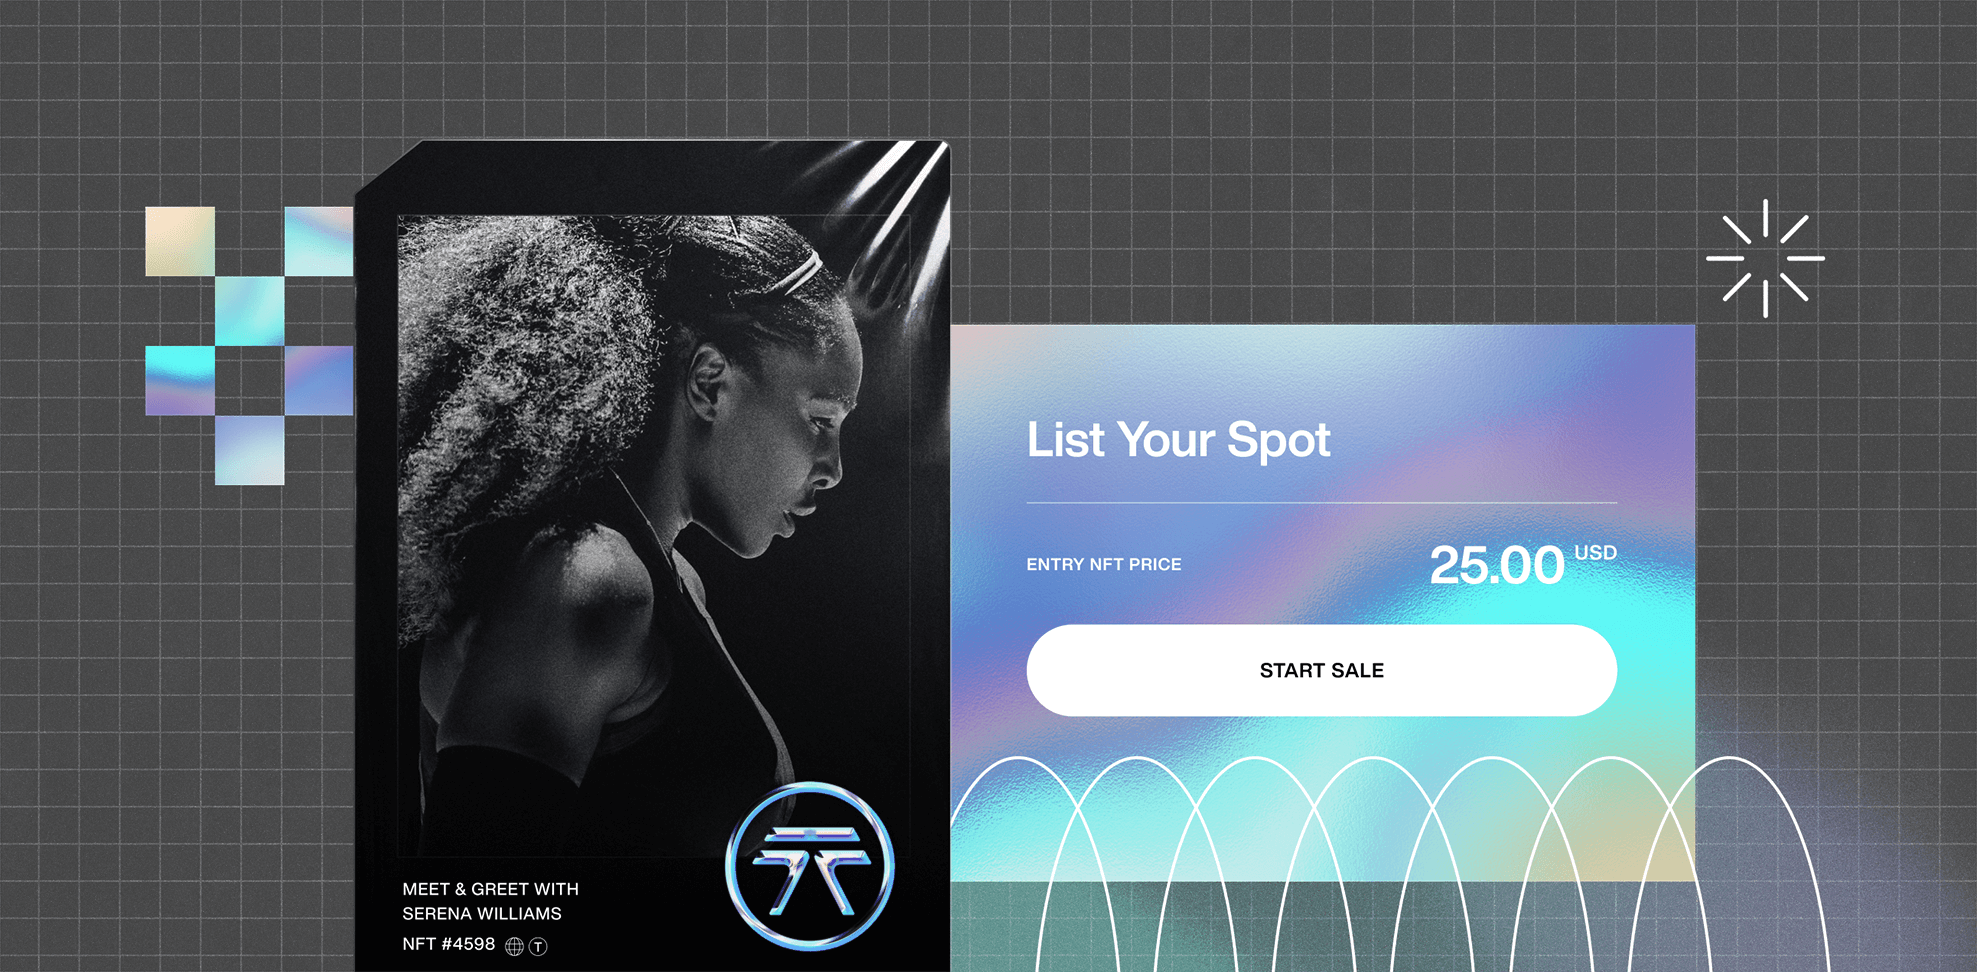 List Your Spot
ENTRY NFT PRICE
25.00 USD
START SALE
MEET & GREET WITH
SERENA WILLIAMS
NFT #4598
T